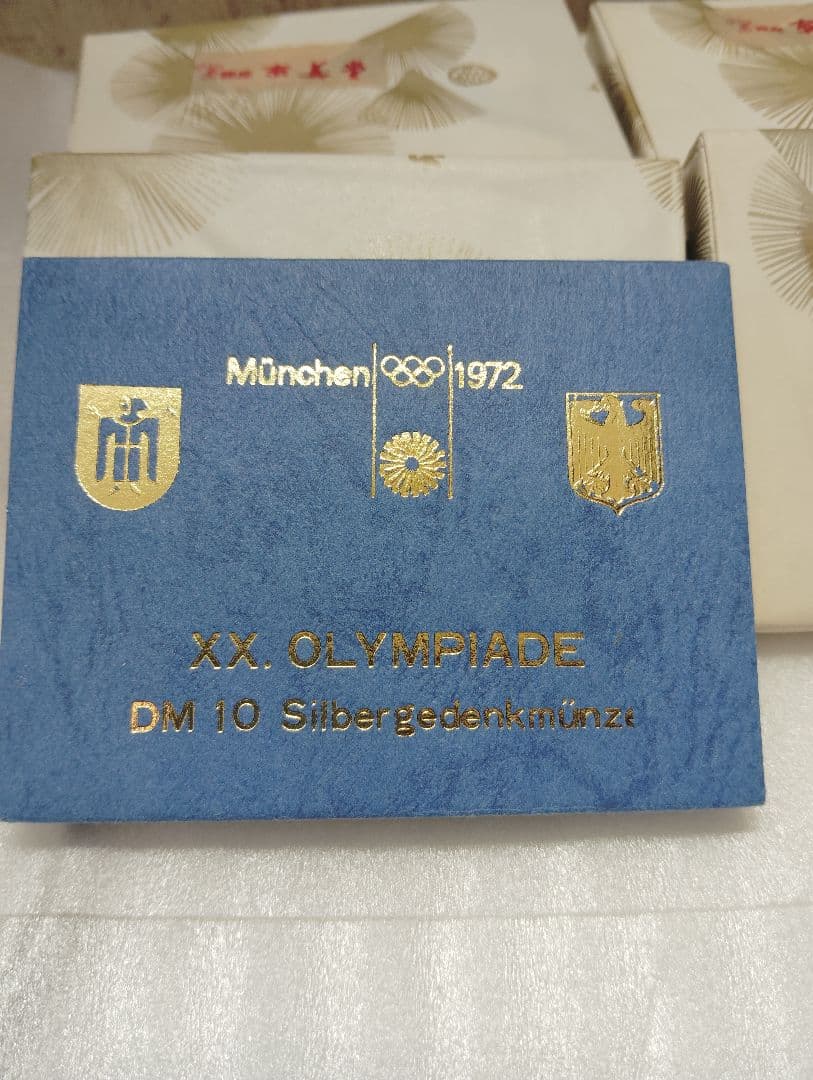 München 1972
XX. OLYMPIADE
DM 10 Silbergedenkmünze